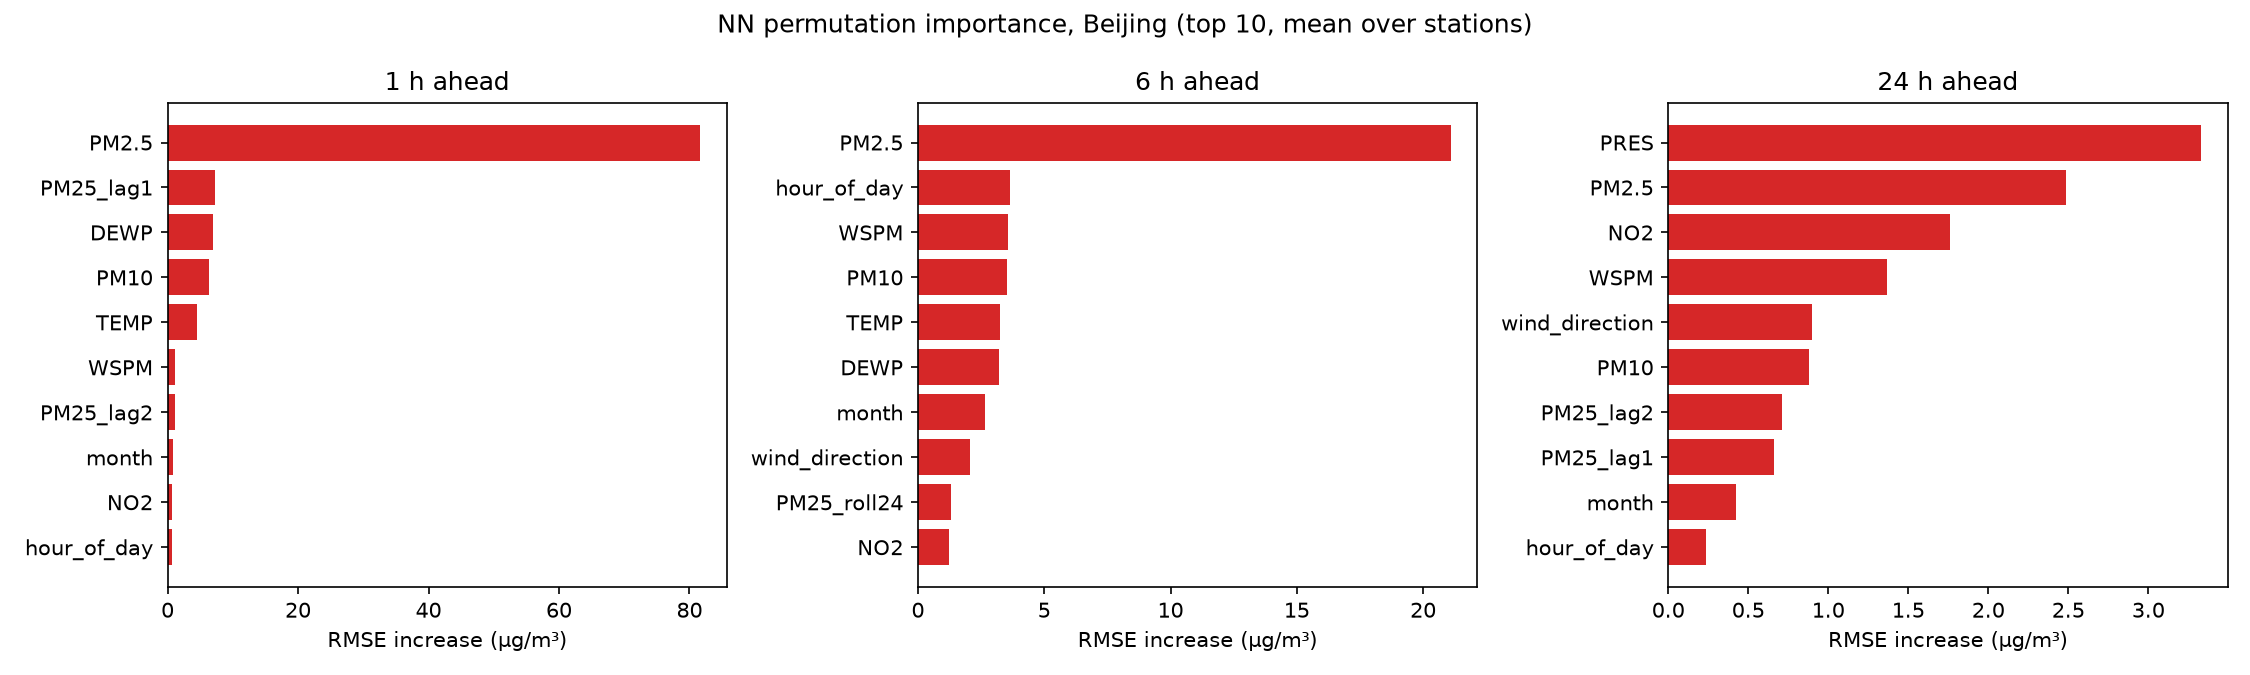 NN permutation importance, Beijing (top 10, mean over stations)
1 h ahead
PM2.5
PM25_lag1
DEWP
PM10
TEMP
WSPM
PM25_lag2
month
NO2
hour_of_day
0 20 40 60 80
RMSE increase (µg/m³)
6 h ahead
PM2.5
hour_of_day
WSPM
PM10
TEMP
DEWP
month
wind_direction
PM25_roll24
NO2
0 5 10 15 20
RMSE increase (µg/m³)
24 h ahead
PRES
PM2.5
NO2
WSPM
wind_direction
PM10
PM25_lag2
PM25_lag1
month
hour_of_day
0.0 0.5 1.0 1.5 2.0 2.5 3.0
RMSE increase (µg/m³)